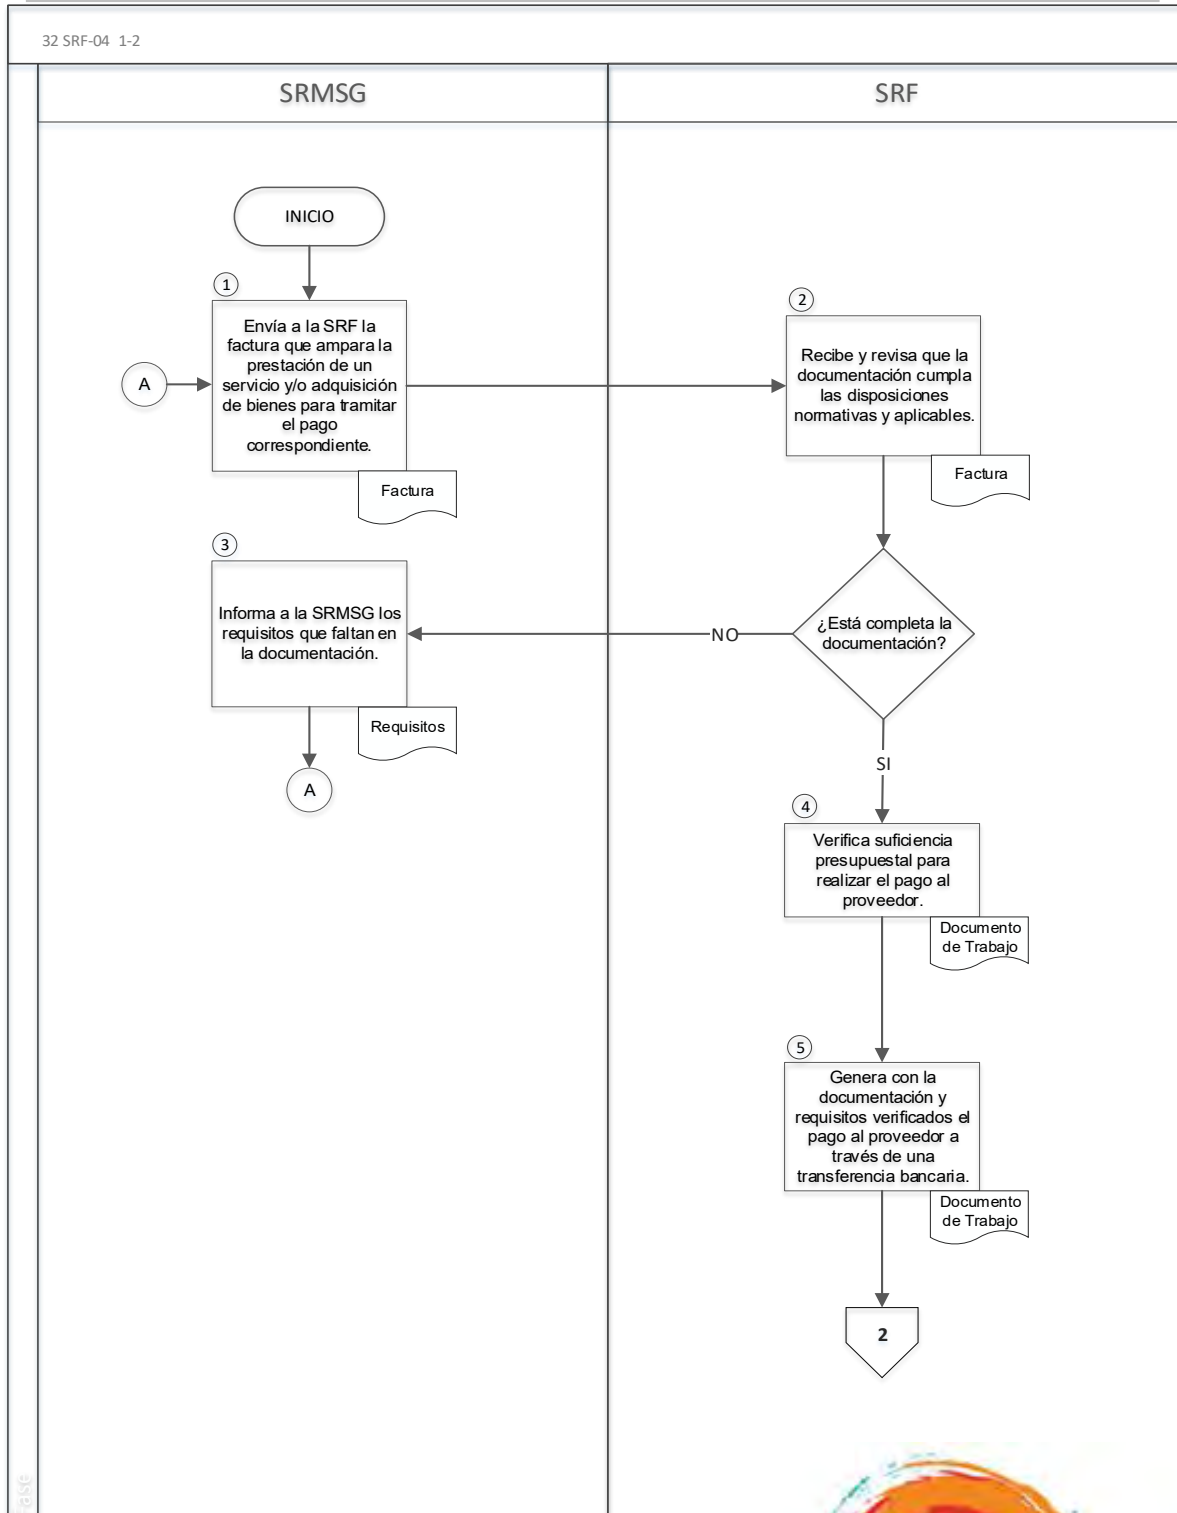 32 SRF-04 1-2
SRMSG
SRF
INICIO
1
Envía a la SRF la
factura que ampara la
prestación de un
servicio y/o adquisición
de bienes para tramitar
el pago
correspondiente.
A
Factura
2
Recibe y revisa que la
documentación cumpla
las disposiciones
normativas y aplicables.
Factura
¿Está completa la
documentación?
NO
3
Informa a la SRMSG los
requisitos que faltan en
la documentación.
Requisitos
A
SI
4
Verifica suficiencia
presupuestal para
realizar el pago al
proveedor.
Documento
de Trabajo
5
Genera con la
documentación y
requisitos verificados el
pago al proveedor a
través de una
transferencia bancaria.
Documento
de Trabajo
2